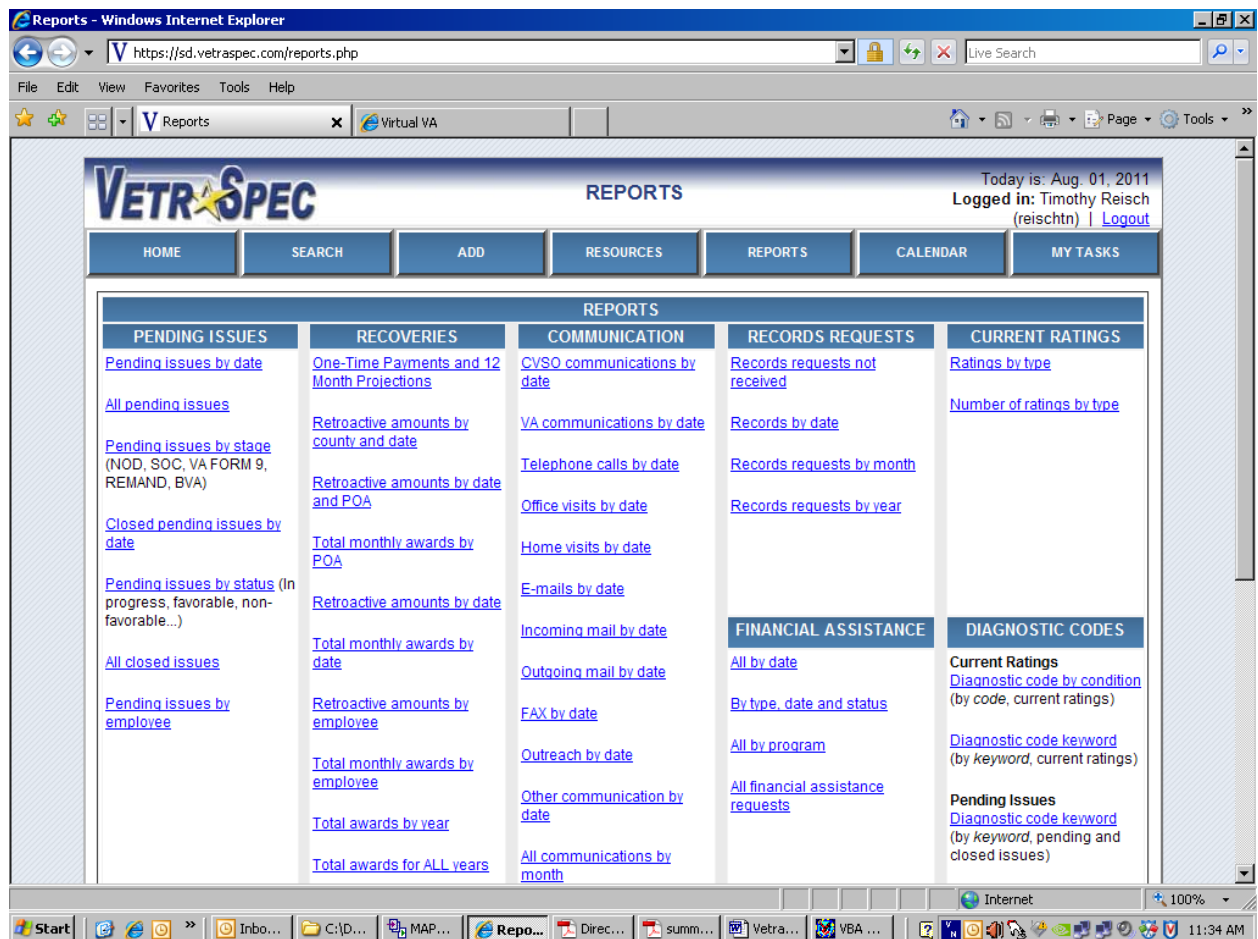 Reports - Windows Internet Explorer
https://sd.vetraspec.com/reports.php
Live Search
File Edit View Favorites Tools Help
Reports
Virtual VA
Page
Tools
VETRASPEC
REPORTS
Today is: Aug. 01, 2011
Logged in: Timothy Reisch
(reischtn) | Logout
HOME SEARCH ADD RESOURCES REPORTS CALENDAR MY TASKS
REPORTS
PENDING ISSUES
Pending issues by date
All pending issues
Pending issues by stage
(NOD, SOC, VA FORM 9,
REMAND, BVA)
Closed pending issues by
date
Pending issues by status (In
progress, favorable, non-
favorable...)
All closed issues
Pending issues by
employee
RECOVERIES
One-Time Payments and 12
Month Projections
Retroactive amounts by
county and date
Retroactive amounts by date
and POA
Total monthly awards by
POA
Retroactive amounts by date
Total monthly awards by
date
Retroactive amounts by
employee
Total monthly awards by
employee
Total awards by year
Total awards for ALL years
COMMUNICATION
CVSO communications by
date
VA communications by date
Telephone calls by date
Office visits by date
Home visits by date
E-mails by date
Incoming mail by date
Outgoing mail by date
FAX by date
Outreach by date
Other communication by
date
All communications by
month
RECORDS REQUESTS
Records requests not
received
Records by date
Records requests by month
Records requests by year
FINANCIAL ASSISTANCE
All by date
By type, date and status
All by program
All financial assistance
requests
CURRENT RATINGS
Ratings by type
Number of ratings by type
DIAGNOSTIC CODES
Current Ratings
Diagnostic code by condition
(by code, current ratings)
Diagnostic code keyword
(by keyword, current ratings)
Pending Issues
Diagnostic code keyword
(by keyword, pending and
closed issues)
Internet
100%
Start
Inbo...
C:\D...
MAP...
Repo...
Direc...
summ...
Vetra...
VBA ...
11:34 AM